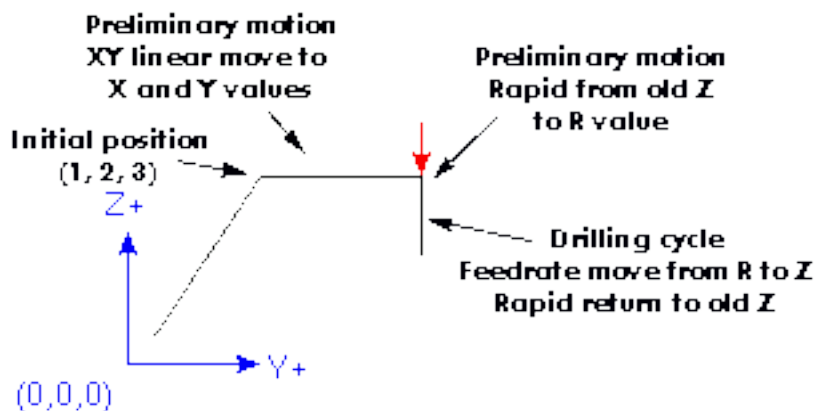 Preliminary motion
XY linear move to
X and Y values
Preliminary motion
Rapid from old Z
to R value
Initial position
(1, 2, 3)
Z+
Drilling cycle
Feedrate move from R to Z
Rapid return to old Z
Y+
(0,0,0)